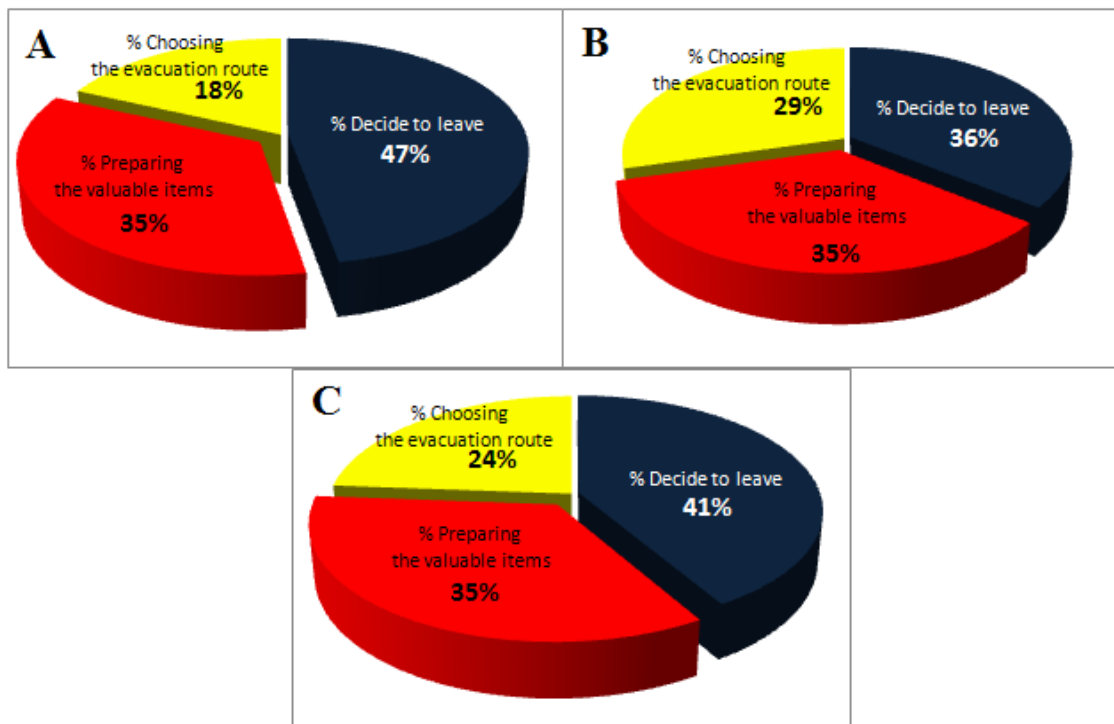 A
% Choosing
the evacuation route
18%
% Decide to leave
47%
% Preparing
the valuable items
35%
B
% Choosing
the evacuation route
29%
% Decide to leave
36%
% Preparing
the valuable items
35%
C
% Choosing
the evacuation route
24%
% Decide to leave
41%
% Preparing
the valuable items
35%